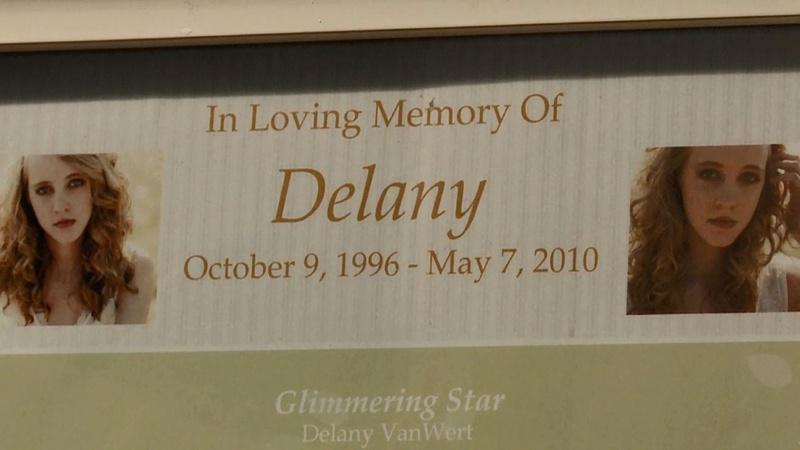 In Loving Memory Of
Delany
October 9, 1996 - May 7, 2010
Glimmering Star
Delany VanWert